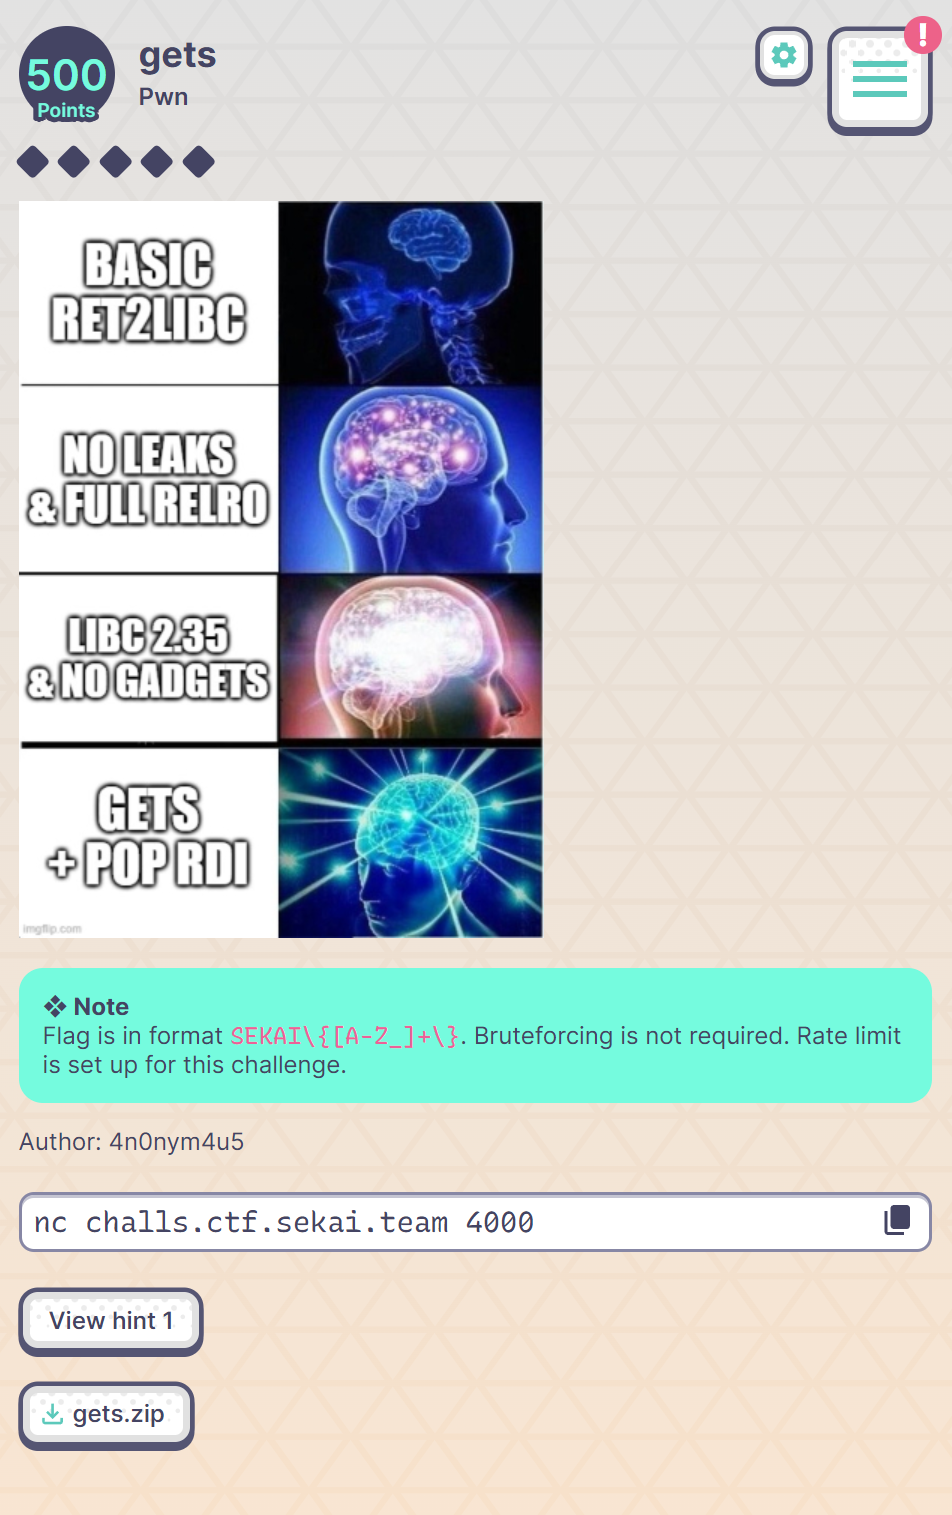 500
Points
gets
Pwn
!
BASIC
RET2LIBC
NO LEAKS
& FULL RELRO
LIBC 2.35
& NO GADGETS
GETS
+ POP RDI
imgflip.com
❖ Note
Flag is in format SEKAI\{[A-Z_]+\}. Bruteforcing is not required. Rate limit
is set up for this challenge.
Author: 4n0nym4u5
nc challs.ctf.sekai.team 4000
View hint 1
gets.zip